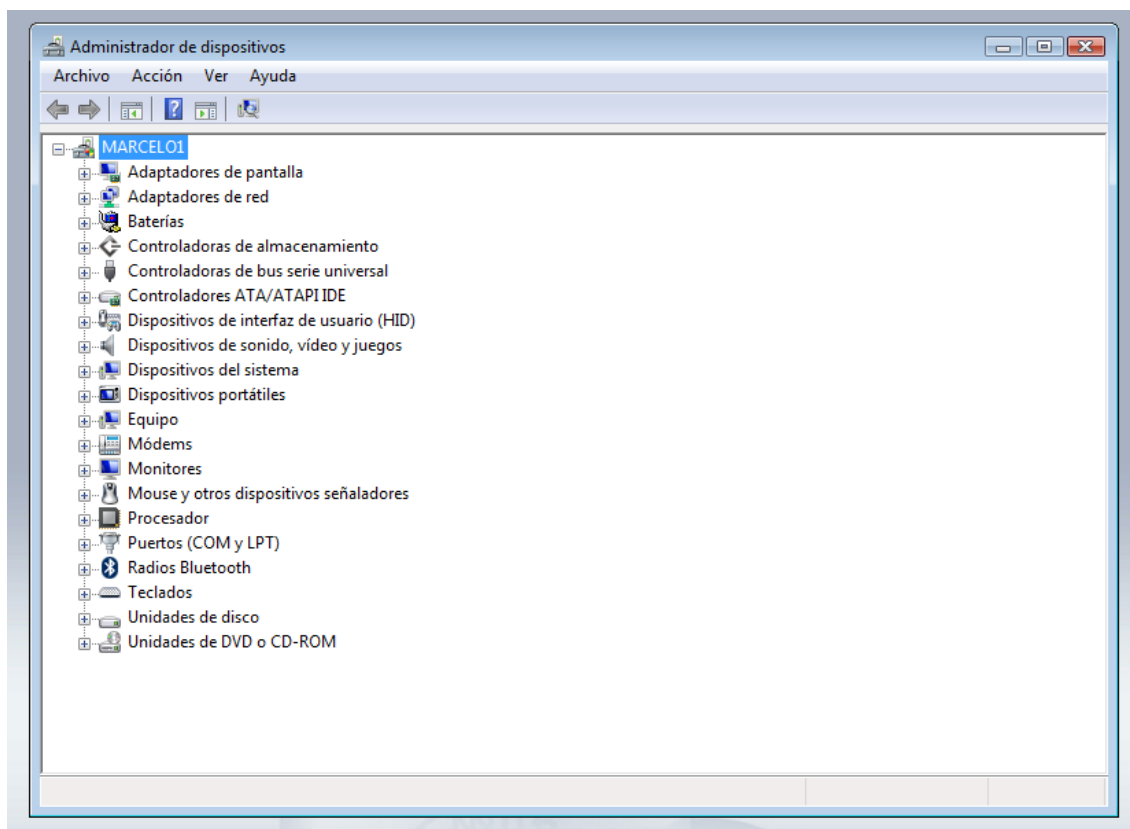 Administrador de dispositivos
Archivo Acción Ver Ayuda
MARCELO1
Adaptadores de pantalla
Adaptadores de red
Baterías
Controladoras de almacenamiento
Controladoras de bus serie universal
Controladores ATA/ATAPI IDE
Dispositivos de interfaz de usuario (HID)
Dispositivos de sonido, vídeo y juegos
Dispositivos del sistema
Dispositivos portátiles
Equipo
Módems
Monitores
Mouse y otros dispositivos señaladores
Procesador
Puertos (COM y LPT)
Radios Bluetooth
Teclados
Unidades de disco
Unidades de DVD o CD-ROM